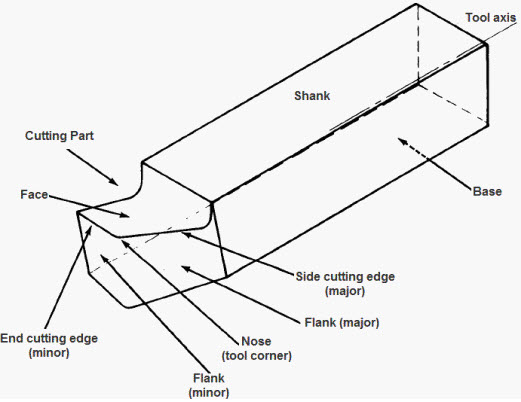 Tool axis
Shank
Cutting Part
Face
Base
Side cutting edge
(major)
Flank (major)
End cutting edge
(minor)
Nose
(tool corner)
Flank
(minor)